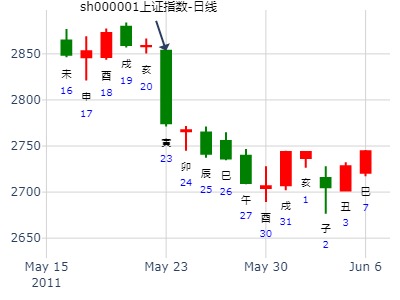 sh000001上证指数-日线
2850
2800
2750
2700
2650
未
16
申
17
酉
18
戌
19
亥
20
寅
23
卯
24
辰
25
巳
26
午
27
酉
30
戌
31
亥
1
子
2
丑
3
巳
7
May 15
2011
May 23
May 30
Jun 6